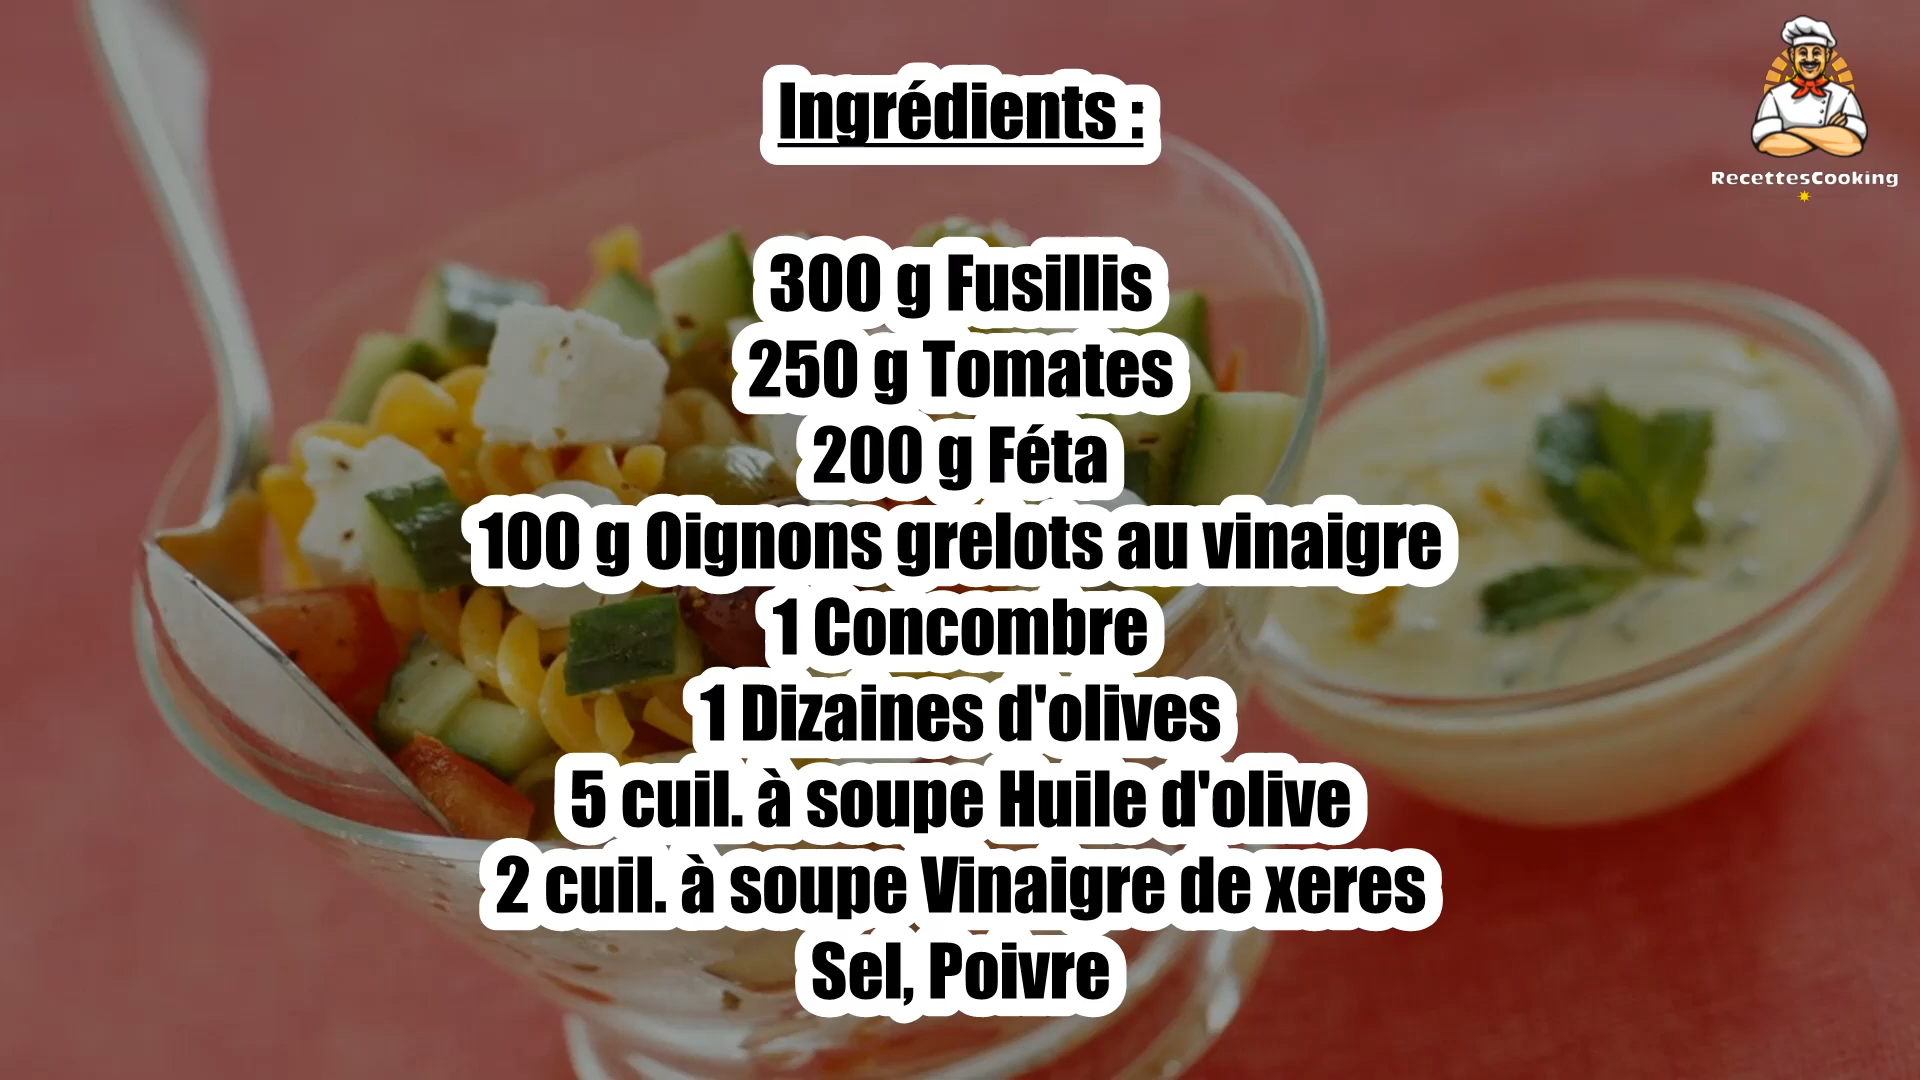 Ingrédients :
RecettesCooking
300 g Fusillis
250 g Tomates
200 g Féta
100 g Oignons grelots au vinaigre
1 Concombre
1 Dizaines d'olives
5 cuil. à soupe Huile d'olive
2 cuil. à soupe Vinaigre de xeres
Sel, Poivre